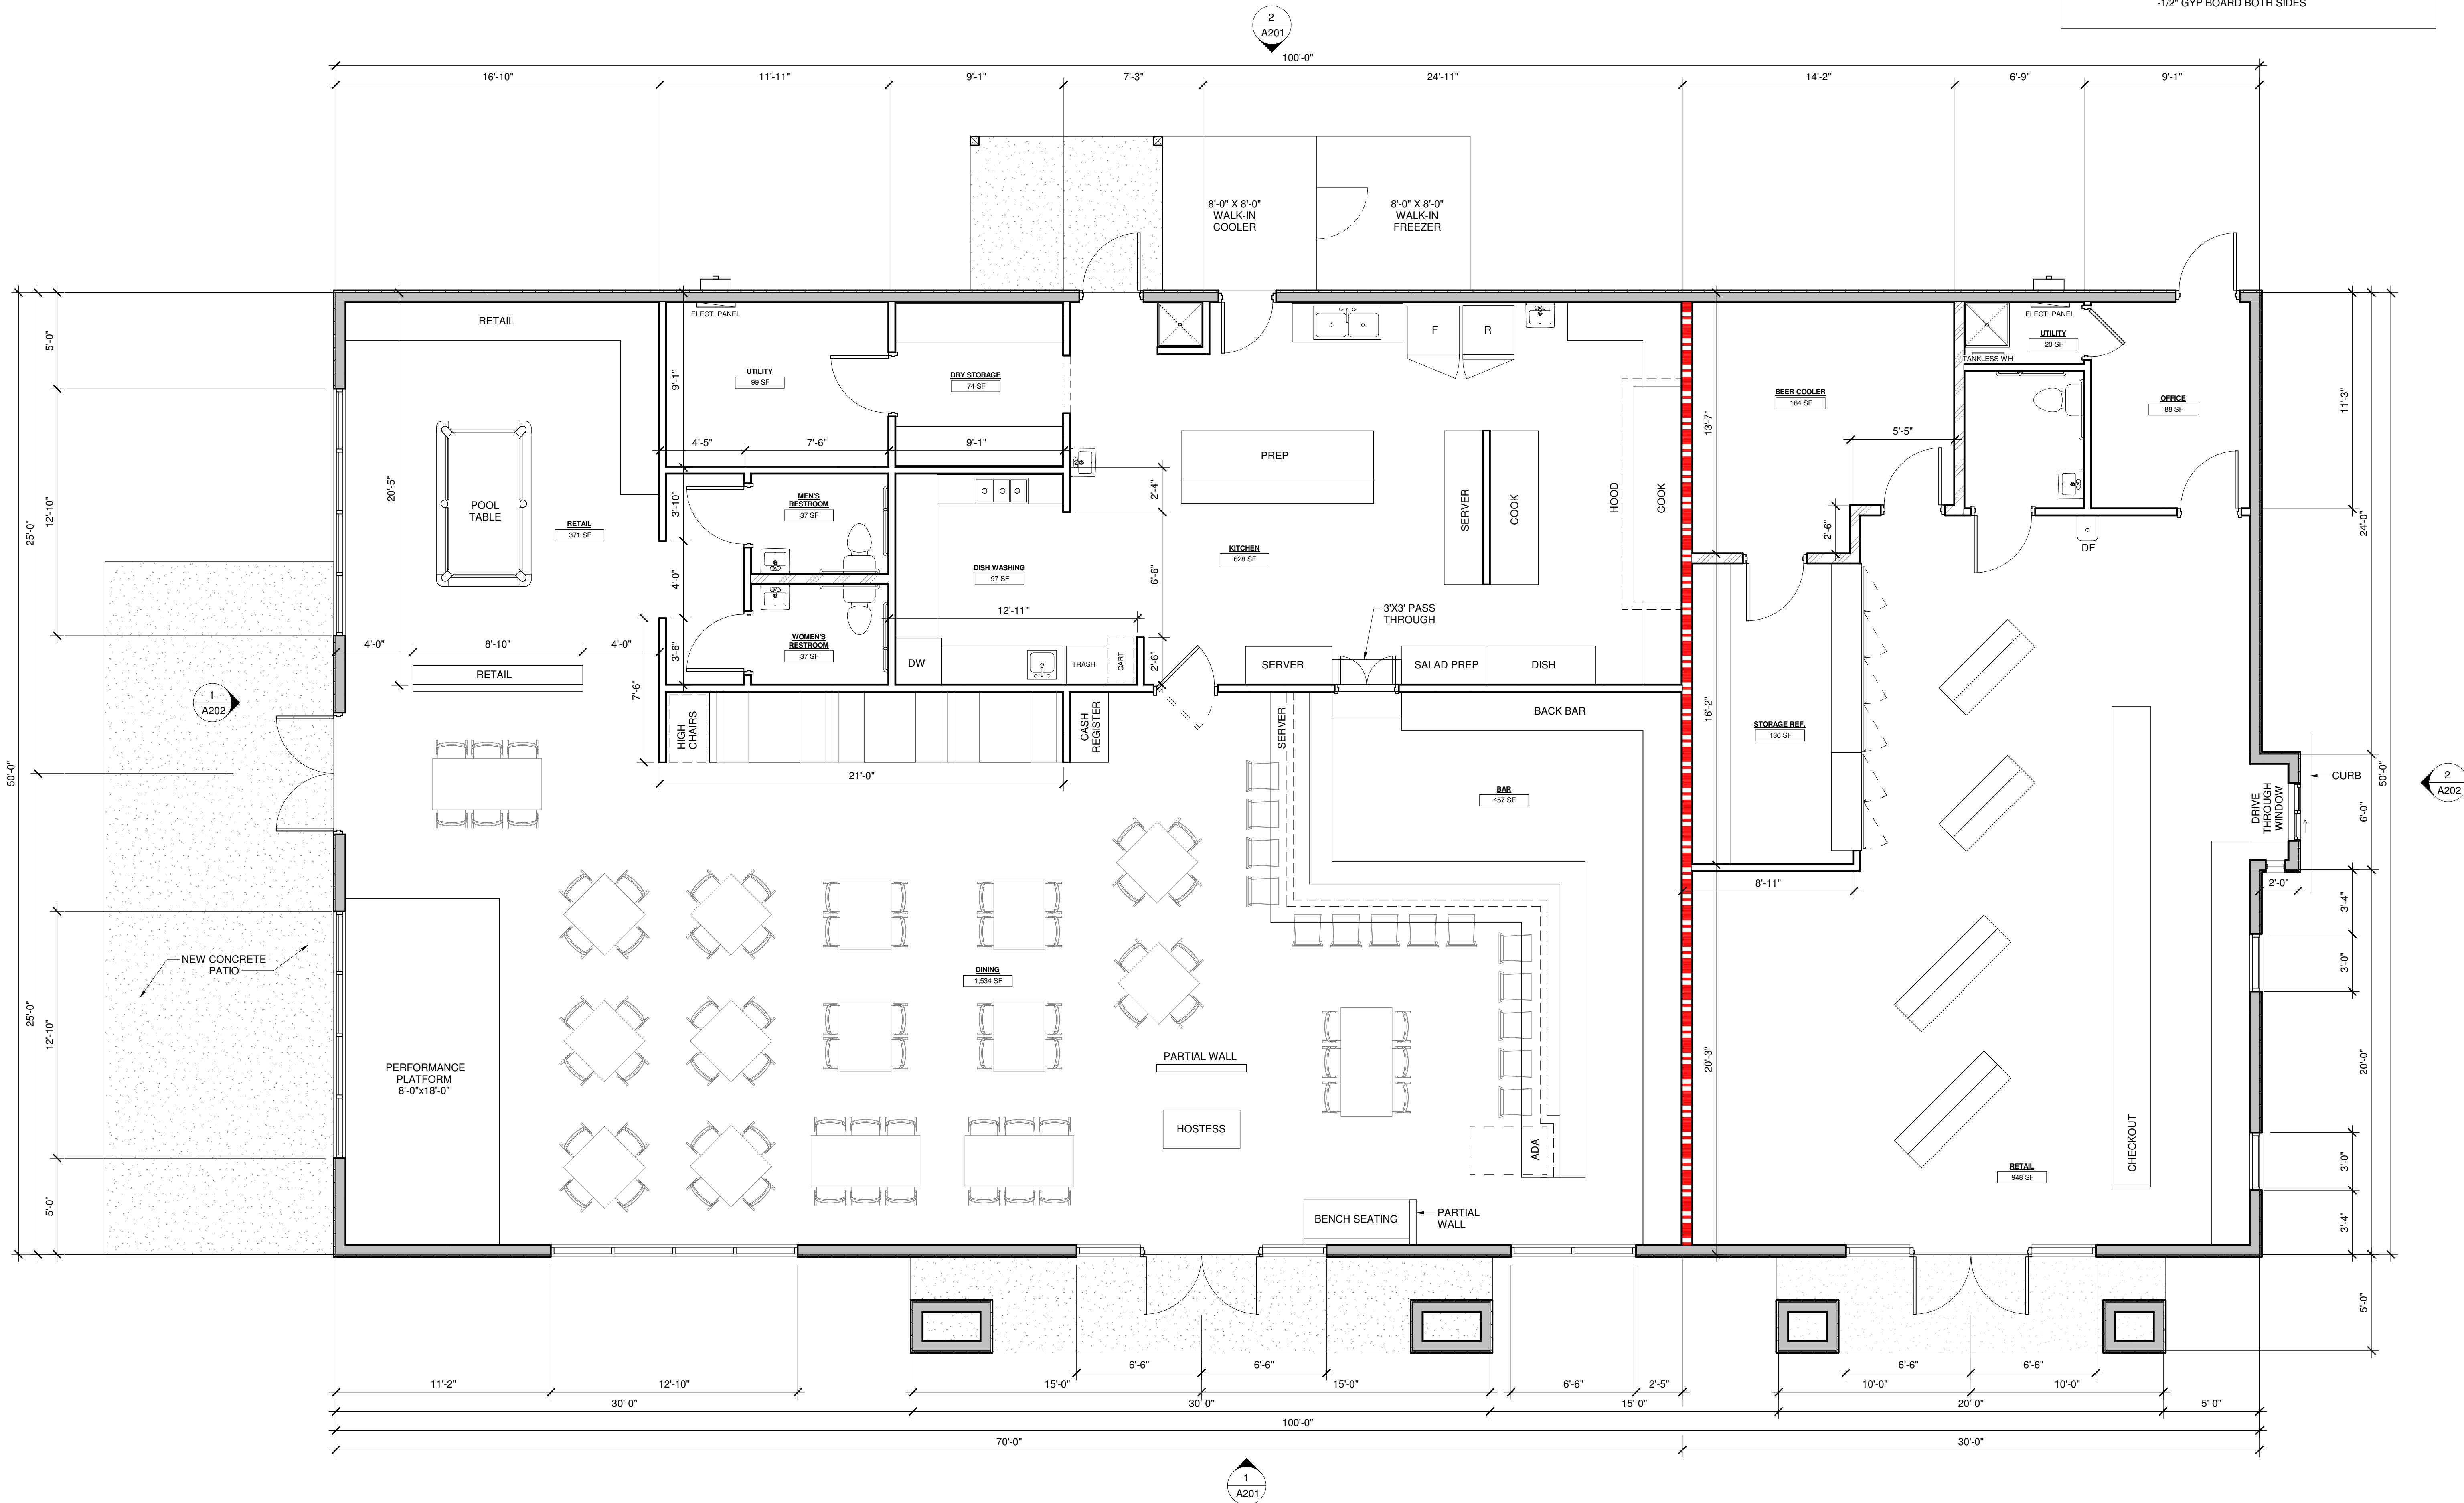 -1/2" GYP BOARD BOTH SIDES
2
A201
100'-0"
16'-10"
11'-11"
9'-1"
7'-3"
24'-11"
14'-2"
6'-9"
9'-1"
8'-0" X 8'-0"
WALK-IN
COOLER
8'-0" X 8'-0"
WALK-IN
FREEZER
RETAIL
ELECT. PANEL
ELECT. PANEL
UTILITY
20 SF
TANKLESS WH
F
R
5'-0"
9'-1"
UTILITY
99 SF
DRY STORAGE
74 SF
BEER COOLER
164 SF
OFFICE
88 SF
11'-3"
13'-7"
5'-5"
4'-5"
7'-6"
9'-1"
PREP
SERVER
COOK
HOOD
COOK
20'-5"
12'-10"
25'-0"
POOL
TABLE
RETAIL
371 SF
3'-10"
MEN'S
RESTROOM
37 SF
2'-4"
2'-6"
24'-0"
DF
KITCHEN
628 SF
DISH WASHING
97 SF
6'-6"
4'-0"
12'-11"
3'X3' PASS
THROUGH
4'-0"
8'-10"
4'-0"
3'-6"
WOMEN'S
RESTROOM
37 SF
DW
TRASH
CART
2'-6"
SERVER
SALAD PREP
DISH
RETAIL
7'-6"
1
A202
HIGH
CHAIRS
CASH
REGISTER
SERVER
BACK BAR
16'-2"
STORAGE REF.
136 SF
50'-0"
21'-0"
BAR
457 SF
DRIVE
THROUGH
WINDOW
CURB
6'-0"
50'-0"
2
A202
8'-11"
2'-0"
3'-4"
NEW CONCRETE
PATIO
DINING
1,534 SF
3'-0"
25'-0"
12'-10"
PERFORMANCE
PLATFORM
8'-0"x18'-0"
PARTIAL WALL
HOSTESS
20'-3"
20'-0"
ADA
CHECKOUT
RETAIL
948 SF
3'-0"
5'-0"
BENCH SEATING
PARTIAL
WALL
3'-4"
5'-0"
6'-6"
6'-6"
6'-6"
6'-6"
11'-2"
12'-10"
15'-0"
15'-0"
6'-6"
2'-5"
10'-0"
10'-0"
30'-0"
30'-0"
15'-0"
20'-0"
5'-0"
100'-0"
70'-0"
30'-0"
1
A201